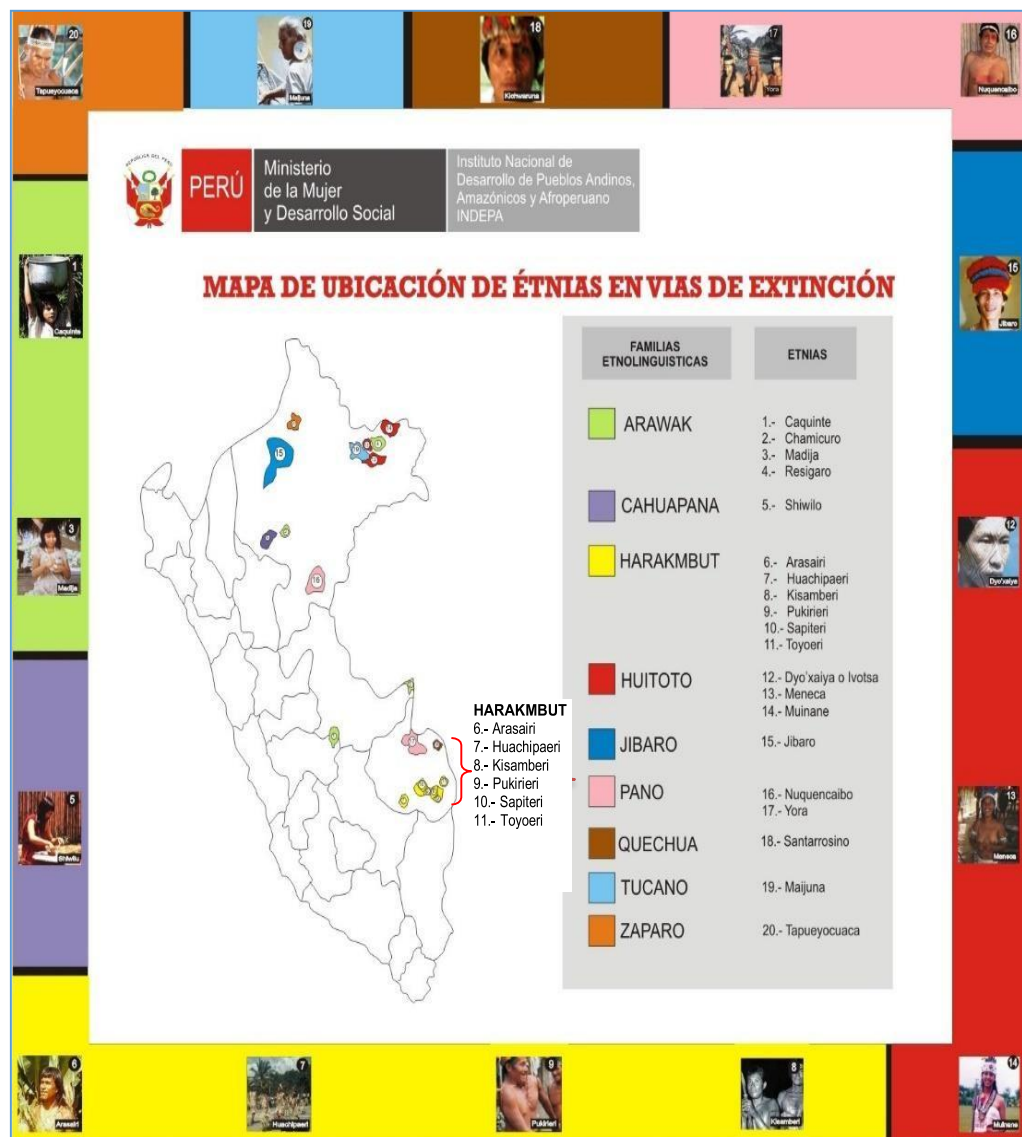 20
Tapueyocuaca
19
Maijuna
18
Kichwaruna
17
Yora
16
Nuquencaibo
REPUBLICA DEL PERU
PERÚ
Ministerio
de la Mujer
y Desarrollo Social
Instituto Nacional de
Desarrollo de Pueblos Andinos,
Amazónicos y Afroperuano
INDEPA
MAPA DE UBICACIÓN DE ÉTNIAS EN VIAS DE EXTINCIÓN
1
Caquinte
15
Jibaro
3
Madija
12
Dyo'xaiya
5
Shiwilu
13
Meneca
FAMILIAS
ETNOLINGUISTICAS
ETNIAS
ARAWAK
1.- Caquinte
2.- Chamicuro
3.- Madija
4.- Resigaro
CAHUAPANA
5.- Shiwilo
HARAKMBUT
6.- Arasairi
7.- Huachipaeri
8.- Kisamberi
9.- Pukirieri
10.- Sapiteri
11.- Toyoeri
HUITOTO
12.- Dyo'xaiya o Ivotsa
13.- Meneca
14.- Muinane
JIBARO
15.- Jibaro
PANO
16.- Nuquencaibo
17.- Yora
QUECHUA
18.- Santarrosino
TUCANO
19.- Maijuna
ZAPARO
20.- Tapueyocuaca
15
16
HARAKMBUT
6.- Arasairi
7.- Huachipaeri
8.- Kisamberi
9.- Pukirieri
10.- Sapiteri
11.- Toyoeri
6
Arasairi
7
Huachipaeri
9
Pukirieri
8
Kisamberi
14
Muinane